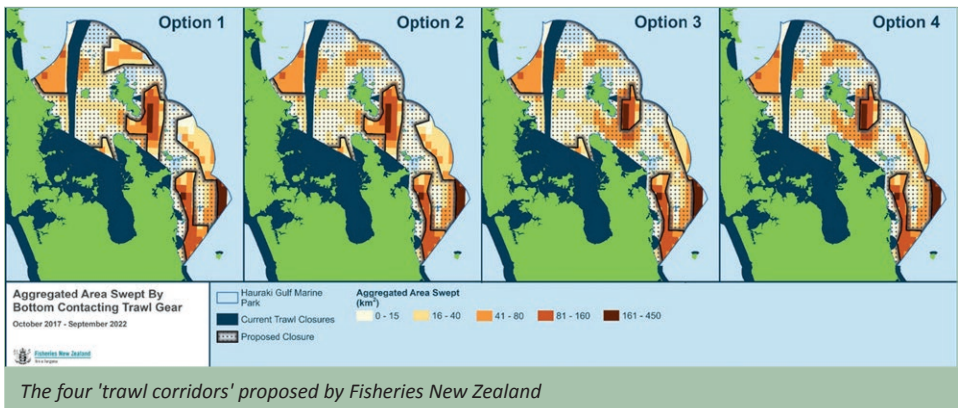 Option 1
Option 2
Option 3
Option 4
Aggregated Area Swept By
Bottom Contacting Trawl Gear
October 2017 - September 2022
Fisheries New Zealand
Hauraki Gulf Marine
Park
Current Trawl Closures
Proposed Closure
Aggregated Area Swept
(km²)
0 - 15
16 - 40
41 - 80
81 - 160
161 - 450
The four 'trawl corridors' proposed by Fisheries New Zealand